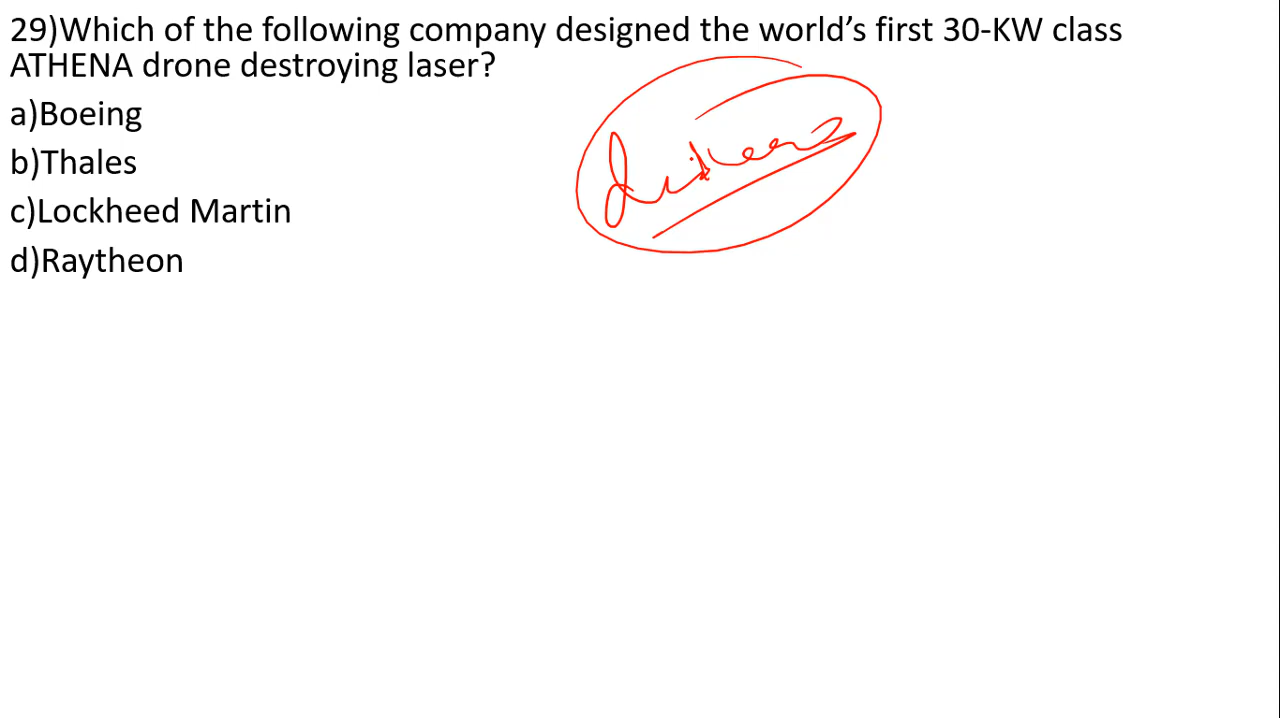 29)Which of the following company designed the world’s first 30-KW class
ATHENA drone destroying laser?
a)Boeing
b)Thales
c)Lockheed Martin
d)Raytheon